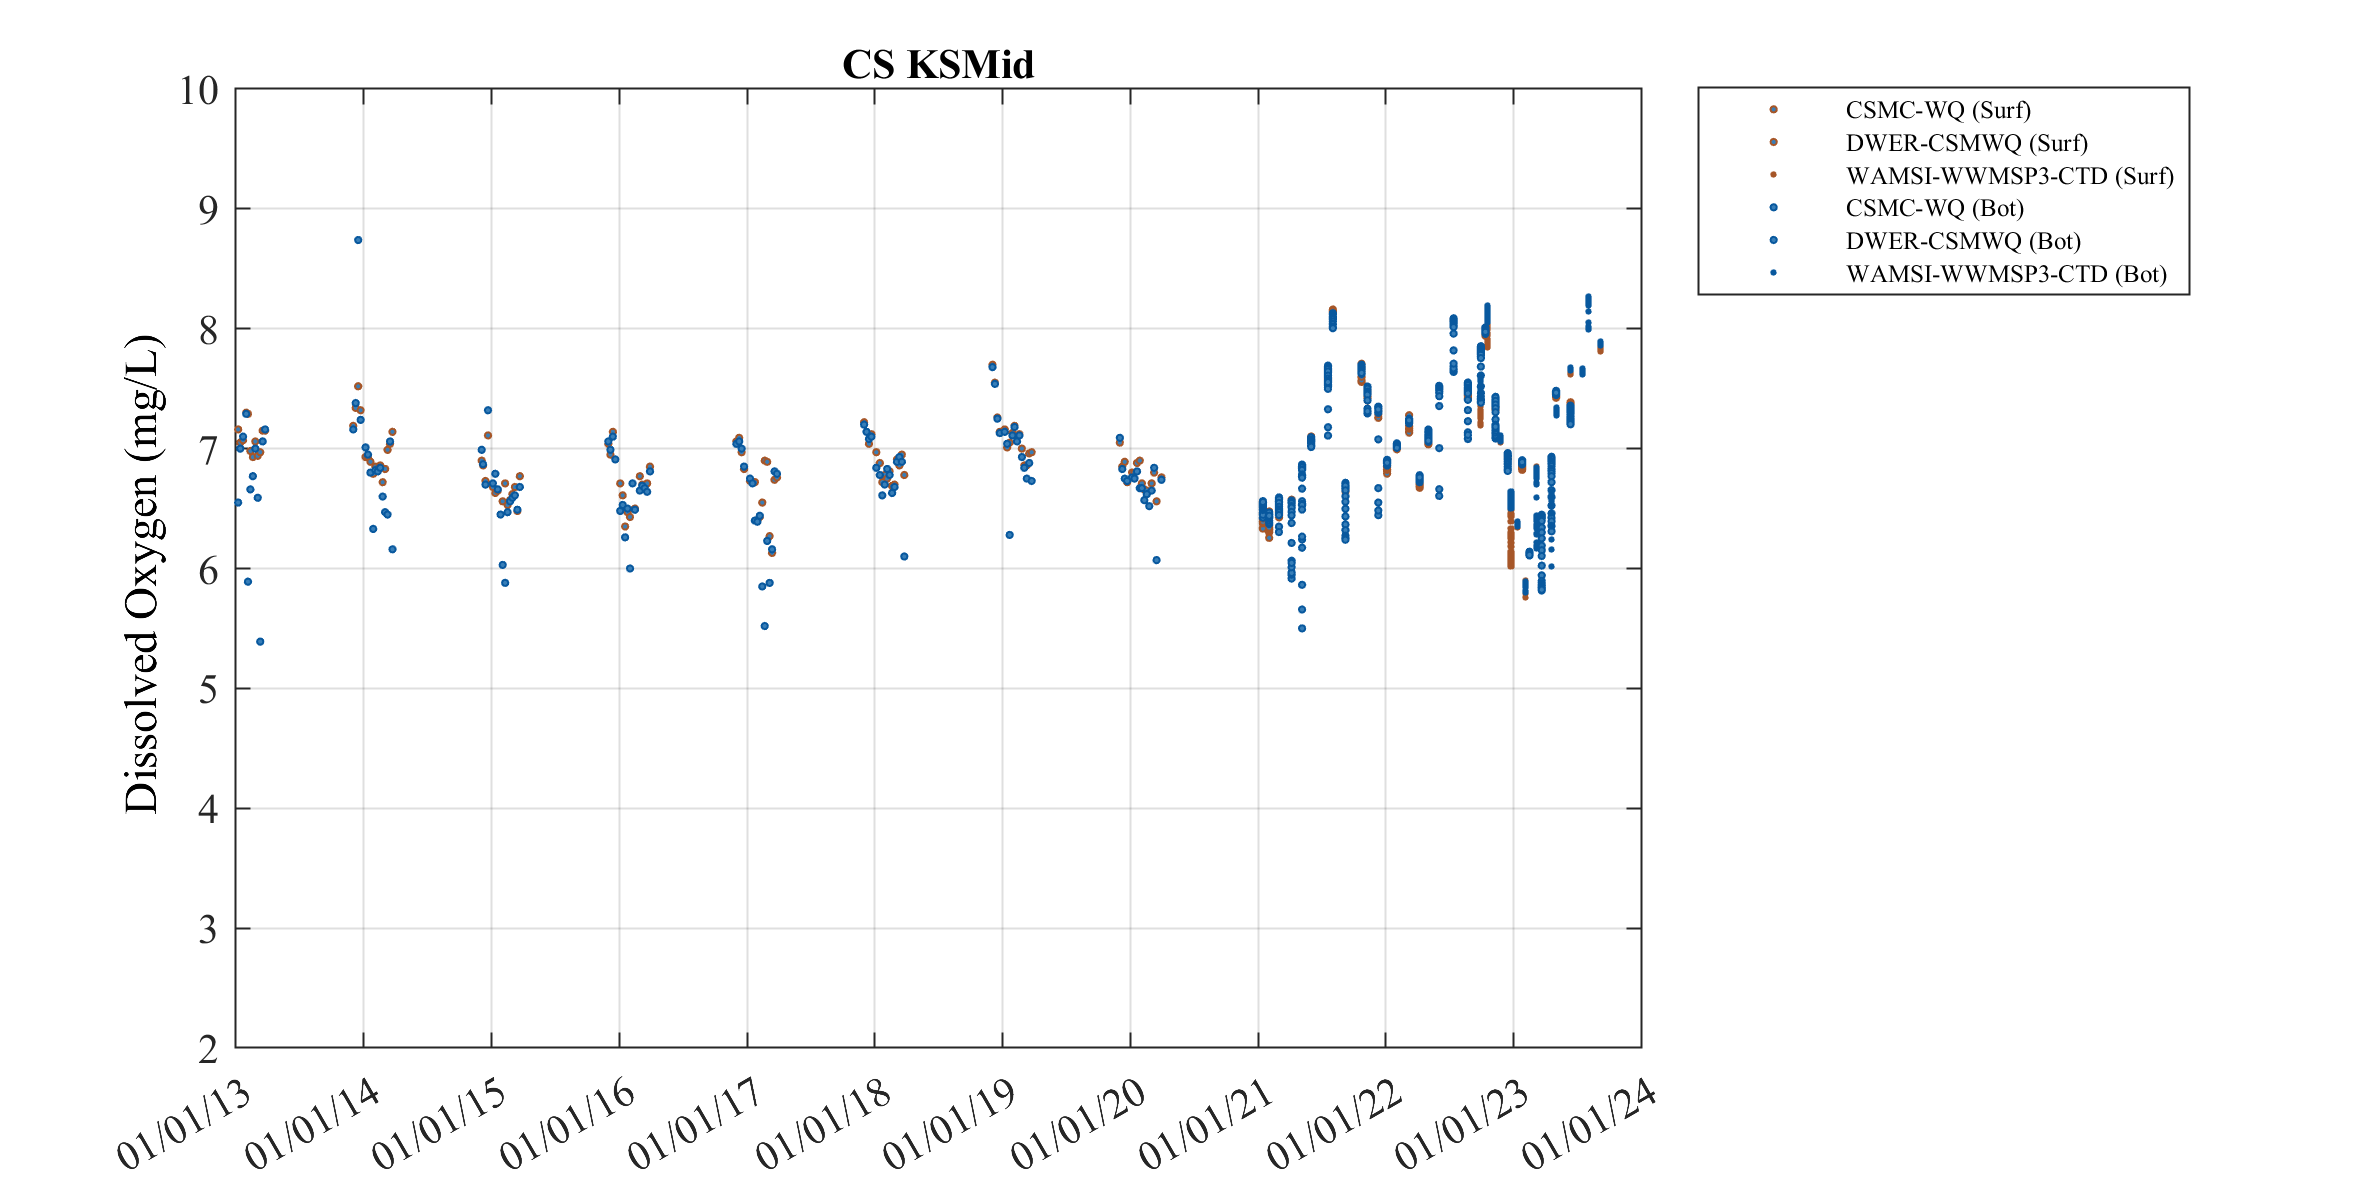 CS KSMid
10
9
8
7
6
5
4
3
2
Dissolved Oxygen (mg/L)
01/01/13
01/01/14
01/01/15
01/01/16
01/01/17
01/01/18
01/01/19
01/01/20
01/01/21
01/01/22
01/01/23
01/01/24
CSMC-WQ (Surf)
DWER-CSMWQ (Surf)
WAMSI-WWMSP3-CTD (Surf)
CSMC-WQ (Bot)
DWER-CSMWQ (Bot)
WAMSI-WWMSP3-CTD (Bot)